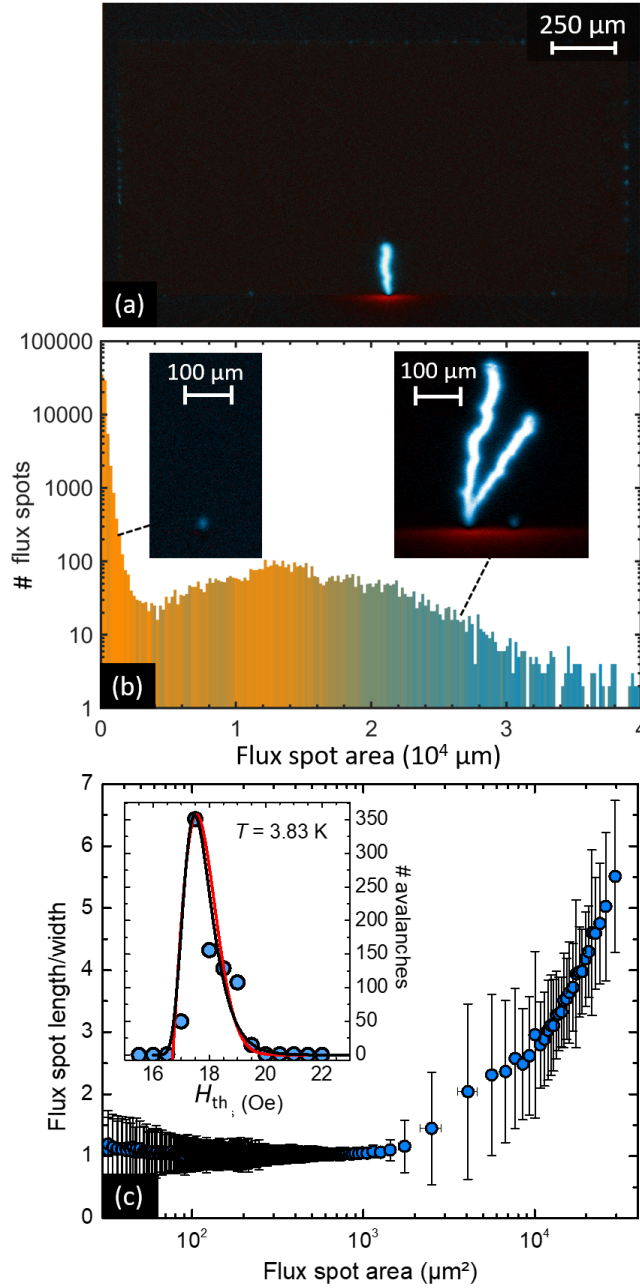 250 μm
(a)
100000
10000
1000
100
10
1
# flux spots
100 μm
100 μm
(b)
0
1
2
3
4
Flux spot area (10⁴ μm)
7
6
5
4
3
2
1
0
Flux spot length/width
T = 3.83 K
350
300
250
200
150
100
50
0
# avalanches
16
18
20
22
H_th (Oe)
(c)
10²
10³
10⁴
Flux spot area (μm²)